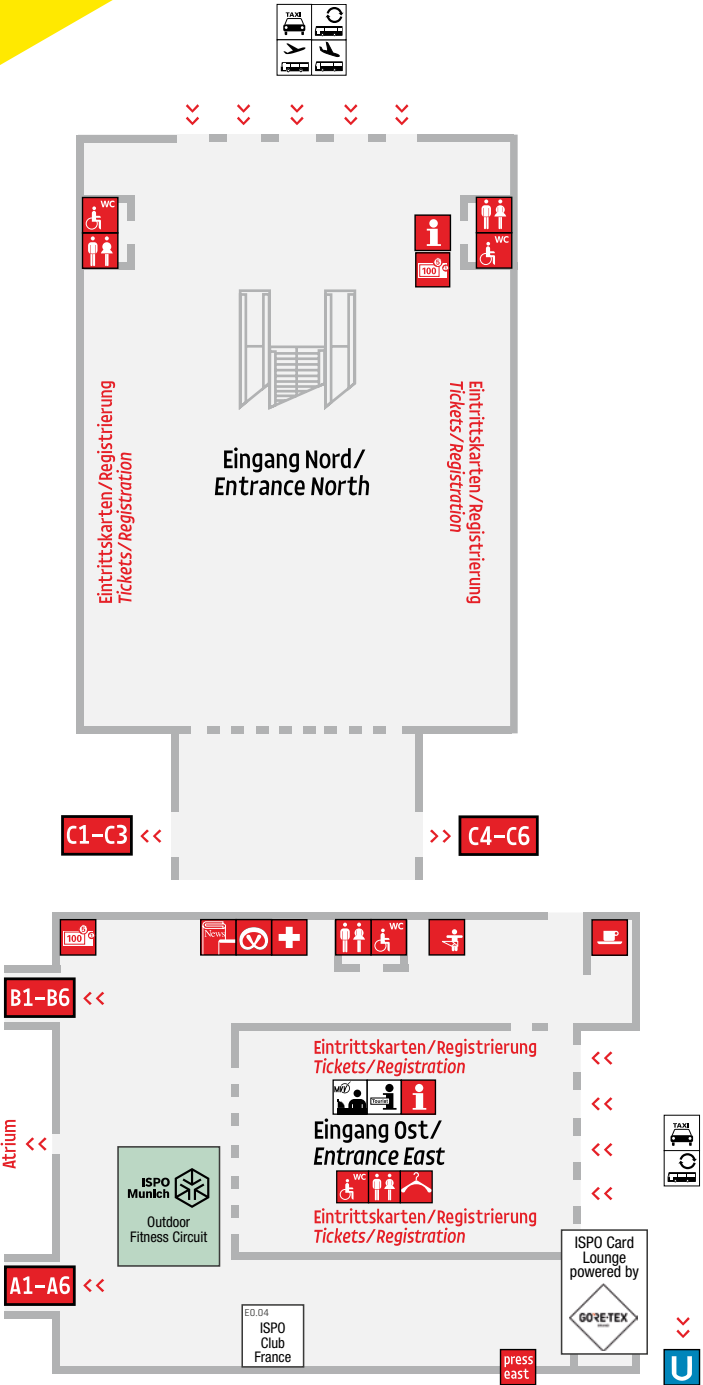 TAXI
WC
WC
100
Eintrittskarten/Registrierung
Tickets/Registration
Eintrittskarten/Registrierung
Tickets/Registration
Eingang Nord/
Entrance North
C1–C3
C4–C6
100
News
WC
B1–B6
Eintrittskarten/Registrierung
Tickets/Registration
MVV
Tourist
Eingang Ost/
Entrance East
WC
Eintrittskarten/Registrierung
Tickets/Registration
Atrium
TAXI
ISPO
Munich
Outdoor
Fitness Circuit
A1–A6
ISPO Card
Lounge
powered by
GORE-TEX
E0.04
ISPO
Club
France
press
east
U